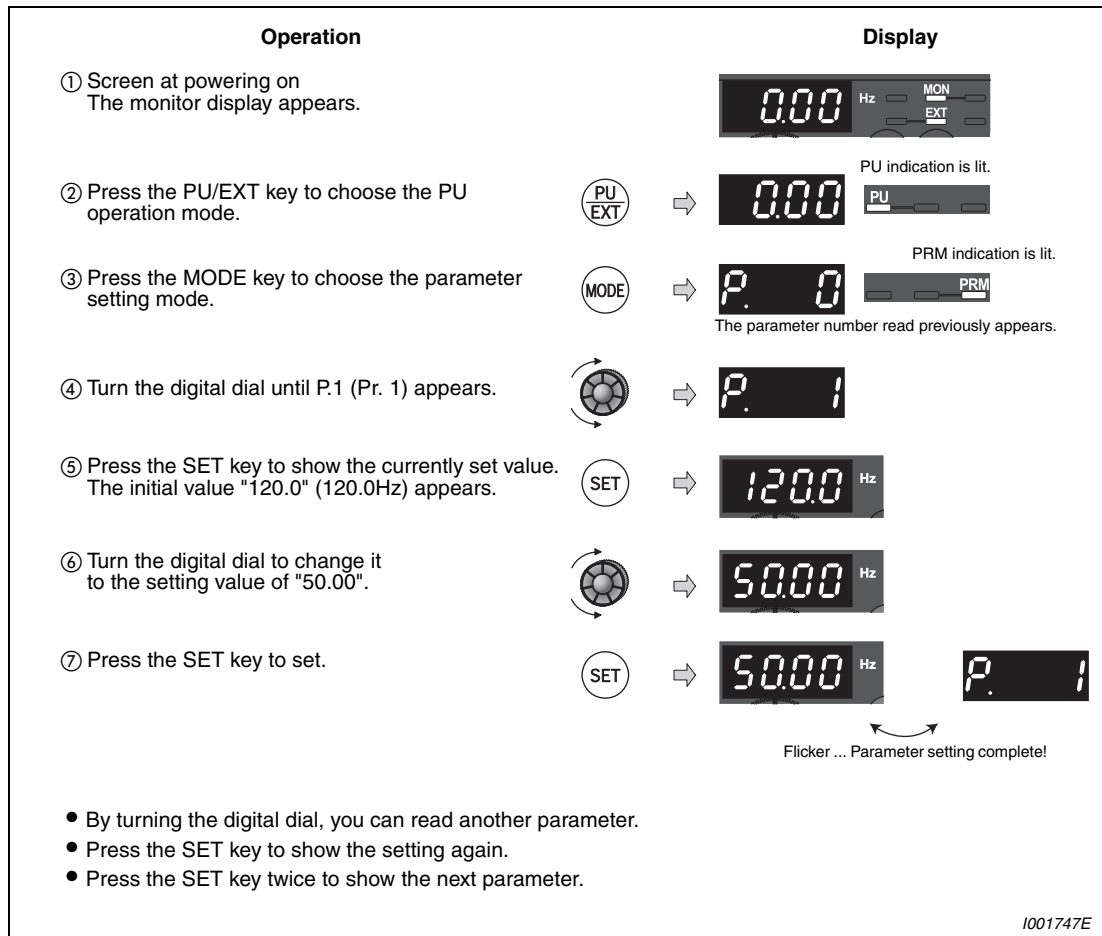 Operation
Display
① Screen at powering on
The monitor display appears.
0.00 Hz MON
EXT
② Press the PU/EXT key to choose the PU
operation mode.
PU
EXT
0.00
PU indication is lit.
PU
③ Press the MODE key to choose the parameter
setting mode.
MODE
P. 0
PRM indication is lit.
PRM
The parameter number read previously appears.
④ Turn the digital dial until P.1 (Pr. 1) appears.
P. 1
⑤ Press the SET key to show the currently set value.
The initial value "120.0" (120.0Hz) appears.
SET
120.0 Hz
⑥ Turn the digital dial to change it
to the setting value of "50.00".
50.00 Hz
⑦ Press the SET key to set.
SET
50.00 Hz
P. 1
Flicker ... Parameter setting complete!
• By turning the digital dial, you can read another parameter.
• Press the SET key to show the setting again.
• Press the SET key twice to show the next parameter.
I001747E